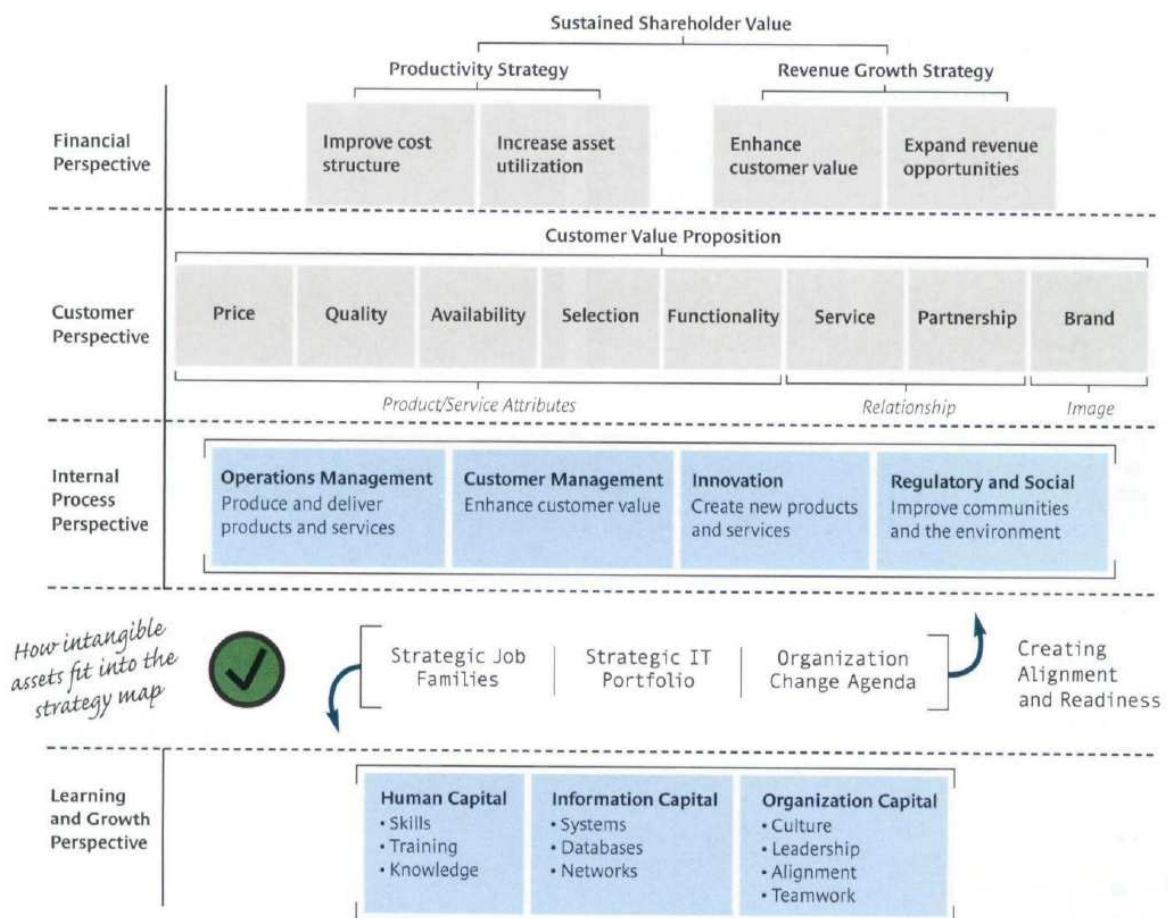 Sustained Shareholder Value
Productivity Strategy
Revenue Growth Strategy
Financial
Perspective
Improve cost
structure
Increase asset
utilization
Enhance
customer value
Expand revenue
opportunities
Customer Value Proposition
Customer
Perspective
Price
Quality
Availability
Selection
Functionality
Service
Partnership
Brand
Product/Service Attributes
Relationship
Image
Internal
Process
Perspective
Operations Management
Produce and deliver
products and services
Customer Management
Enhance customer value
Innovation
Create new products
and services
Regulatory and Social
Improve communities
and the environment
How intangible
assets fit into the
strategy map
Strategic Job
Families
Strategic IT
Portfolio
Organization
Change Agenda
Creating
Alignment
and Readiness
Learning
and Growth
Perspective
Human Capital
• Skills
• Training
• Knowledge
Information Capital
• Systems
• Databases
• Networks
Organization Capital
• Culture
• Leadership
• Alignment
• Teamwork